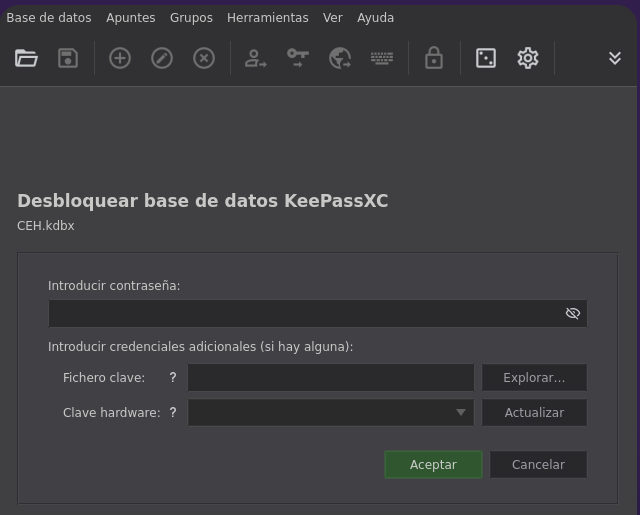 Base de datos Apuntes Grupos Herramientas Ver Ayuda
Desbloquear base de datos KeePassXC
CEH.kdbx
Introducir contraseña:
Introducir credenciales adicionales (si hay alguna):
Fichero clave: ? Explorar...
Clave hardware: ? Actualizar
Aceptar Cancelar